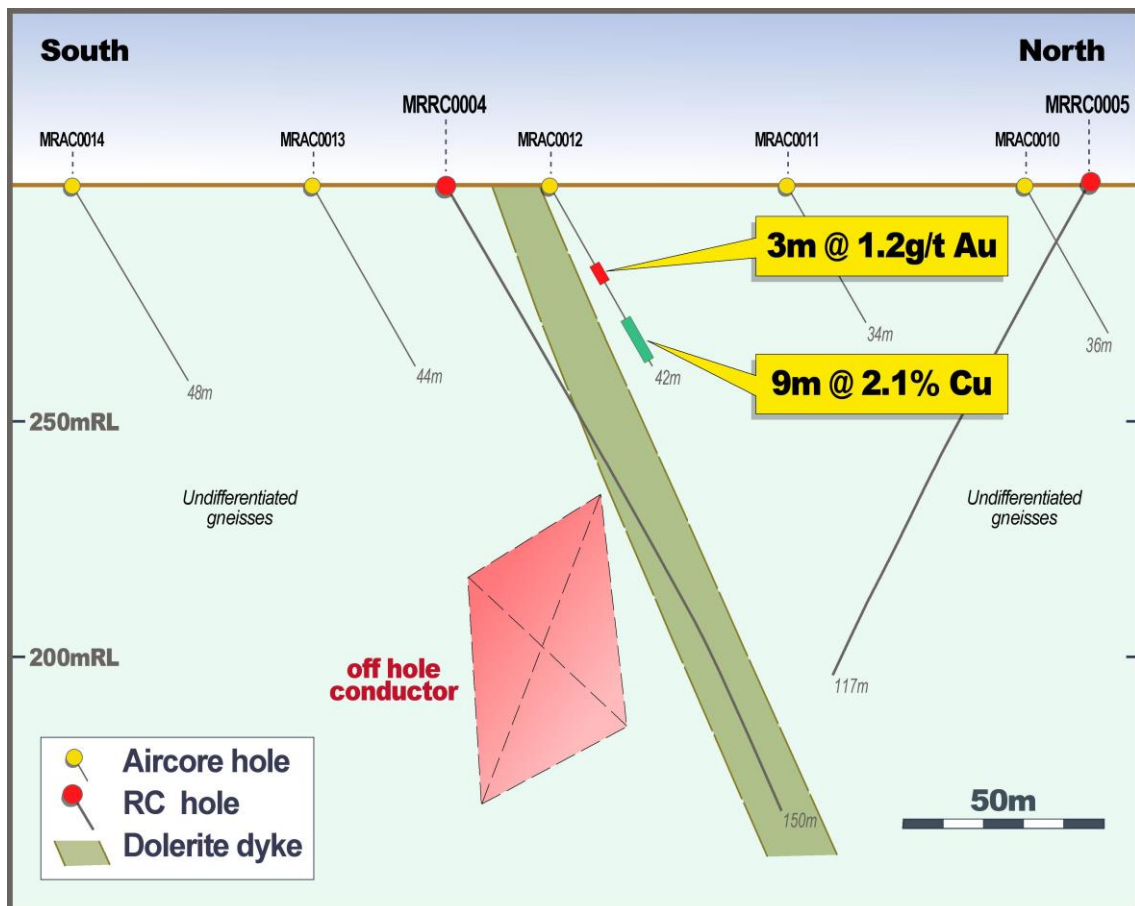 South
North
MRRC0004
MRRC0005
MRAC0014
MRAC0013
MRAC0012
MRAC0011
MRAC0010
3m @ 1.2g/t Au
34m
36m
48m
44m
42m
9m @ 2.1% Cu
250mRL
Undifferentiated
gneisses
Undifferentiated
gneisses
200mRL
off hole
conductor
117m
Aircore hole
RC hole
Dolerite dyke
50m
150m